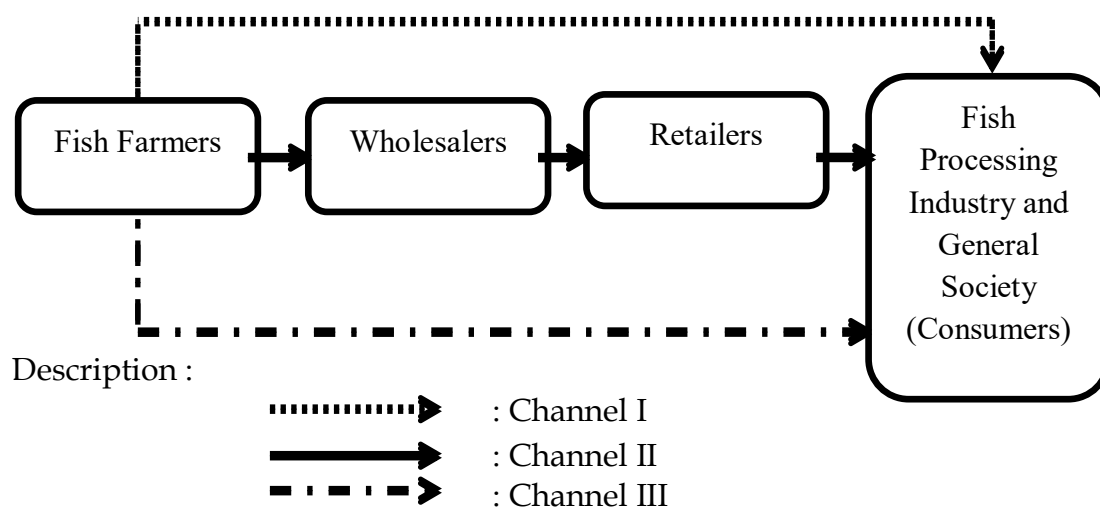 Fish Farmers
Wholesalers
Retailers
Fish
Processing
Industry and
General
Society
(Consumers)
Description :
: Channel I
: Channel II
: Channel III